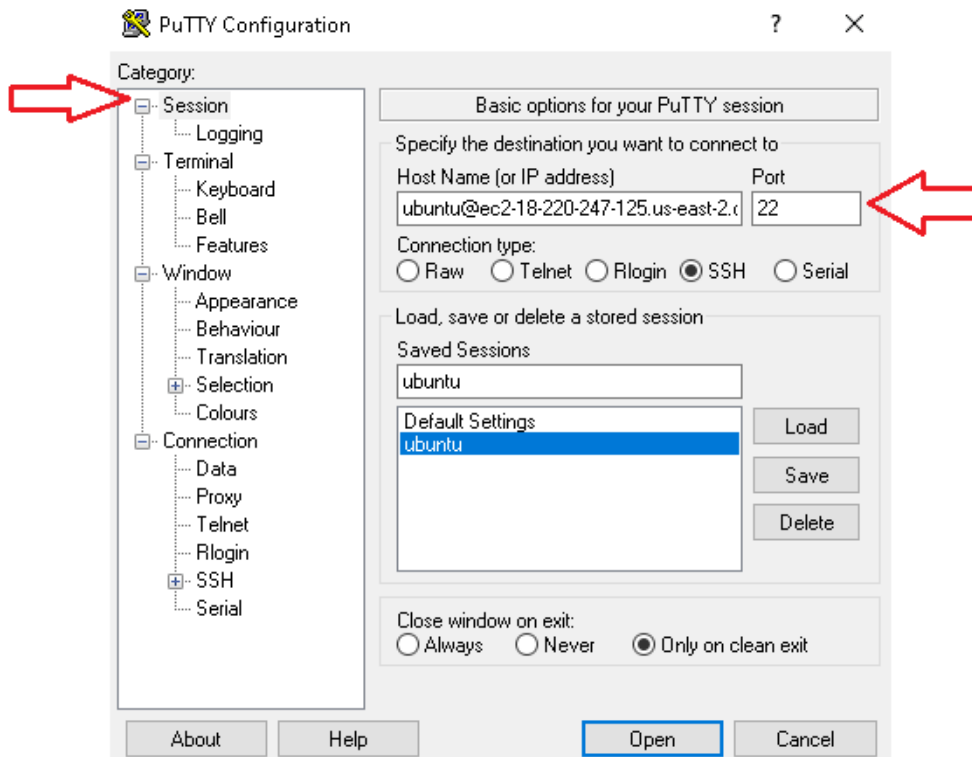 PuTTY Configuration
?
Category:
Session
Logging
Terminal
Keyboard
Bell
Features
Window
Appearance
Behaviour
Translation
Selection
Colours
Connection
Data
Proxy
Telnet
Rlogin
SSH
Serial
Basic options for your PuTTY session
Specify the destination you want to connect to
Host Name (or IP address) Port
ubuntu@ec2-18-220-247-125.us-east-2. 22
Connection type:
Raw Telnet Rlogin SSH Serial
Load, save or delete a stored session
Saved Sessions
ubuntu
Default Settings
ubuntu
Load
Save
Delete
Close window on exit:
Always Never Only on clean exit
About Help Open Cancel